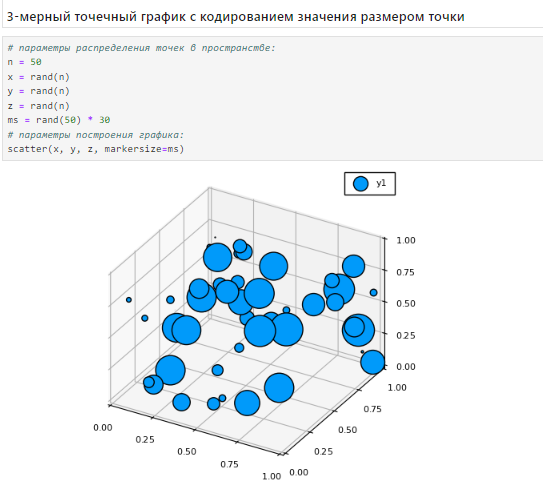 3-мерный точечный график с кодированием значения размером точки
# параметры распределения точек в пространстве:
n = 50
x = rand(n)
y = rand(n)
z = rand(n)
ms = rand(50) * 30
# параметры построения графика:
scatter(x, y, z, markersize=ms)
y1
1.00
0.75
0.50
0.25
0.00
1.00
0.75
0.50
0.25
0.00
0.00
0.25
0.50
0.75
1.00